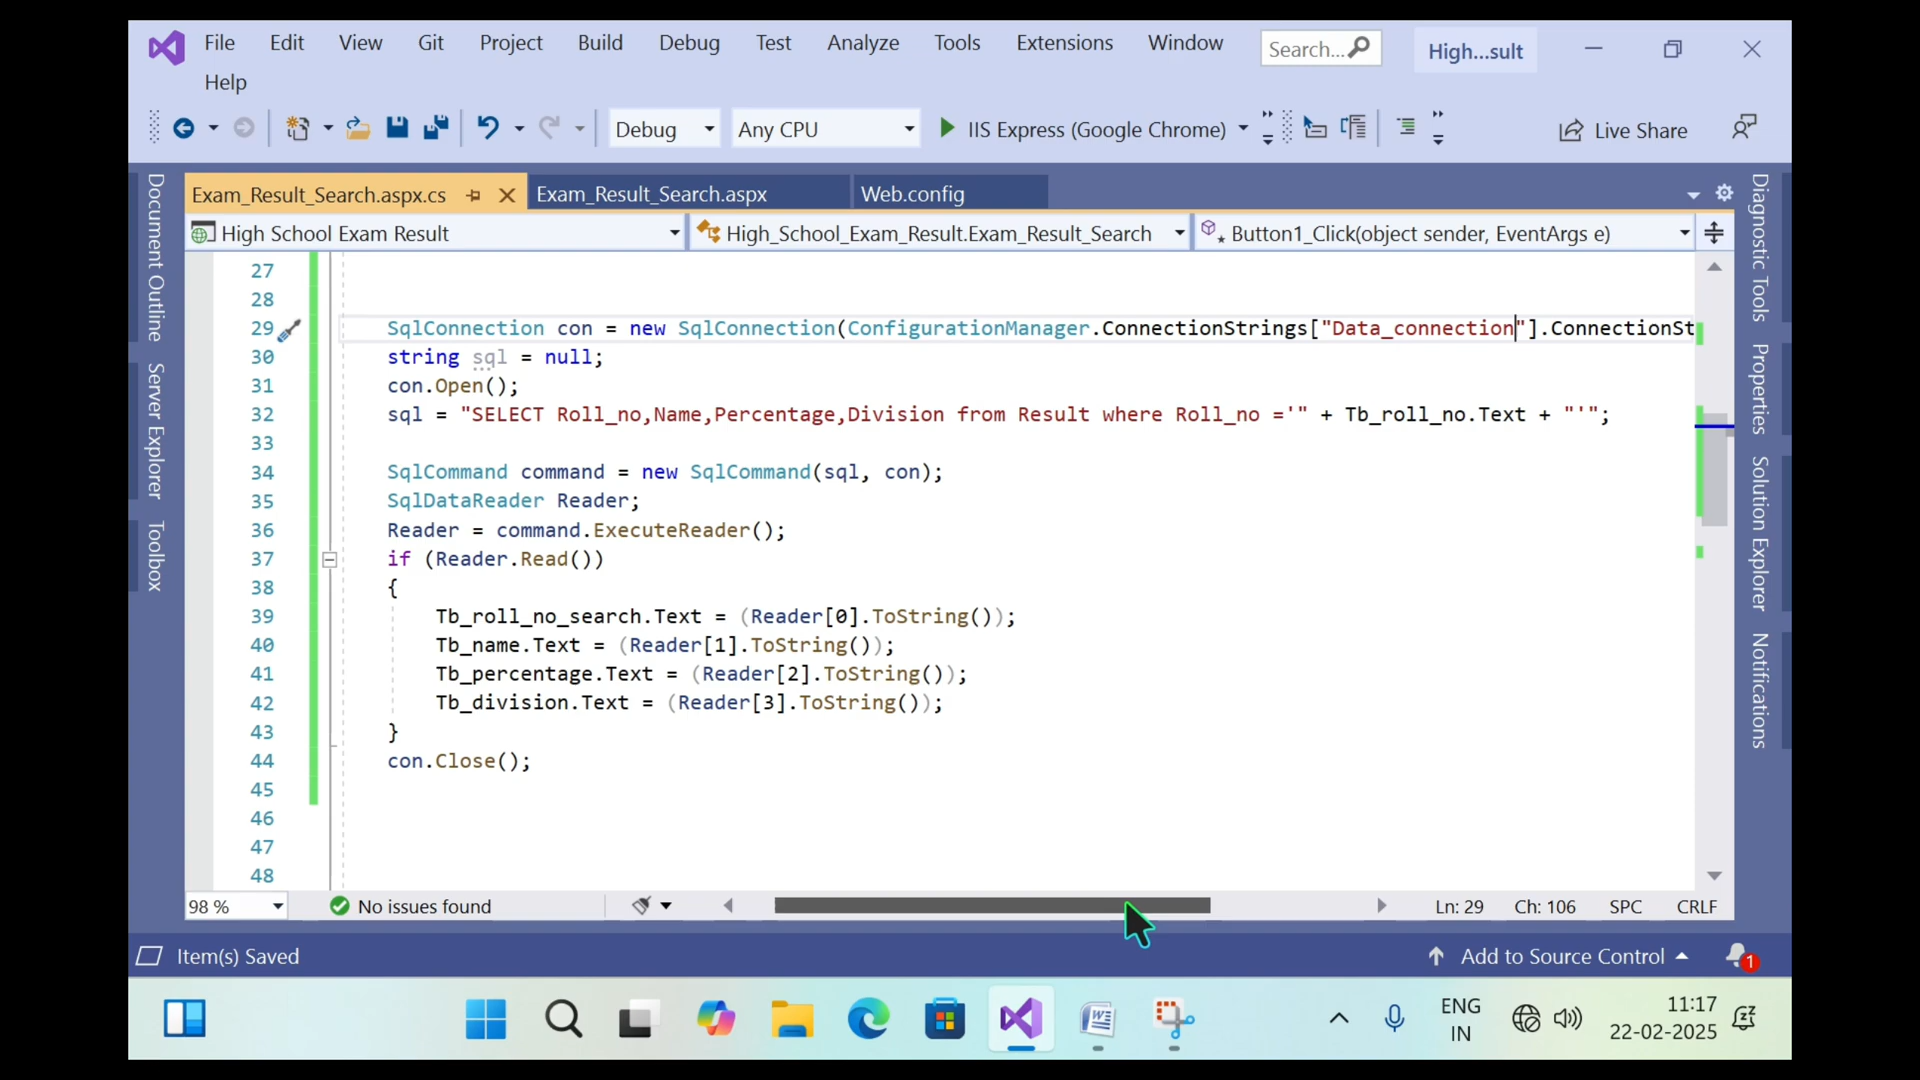 File Edit View Git Project Build Debug Test Analyze Tools Extensions Window Search... High...sult
Help
Debug Any CPU IIS Express (Google Chrome) Live Share
Exam_Result_Search.aspx.cs Exam_Result_Search.aspx Web.config
High School Exam Result High_School_Exam_Result.Exam_Result_Search Button1_Click(object sender, EventArgs e)
Document Outline
Server Explorer
Toolbox
27
28
29 SqlConnection con = new SqlConnection(ConfigurationManager.ConnectionStrings["Data_connection"].ConnectionSt
30 string sql = null;
31 con.Open();
32 sql = "SELECT Roll_no,Name,Percentage,Division from Result where Roll_no ='" + Tb_roll_no.Text + "'";
33
34 SqlCommand command = new SqlCommand(sql, con);
35 SqlDataReader Reader;
36 Reader = command.ExecuteReader();
37 if (Reader.Read())
38 {
39 Tb_roll_no_search.Text = (Reader[0].ToString());
40 Tb_name.Text = (Reader[1].ToString());
41 Tb_percentage.Text = (Reader[2].ToString());
42 Tb_division.Text = (Reader[3].ToString());
43 }
44 con.Close();
45
46
47
48
Diagnostic Tools
Properties
Solution Explorer
Notifications
98 % No issues found Ln: 29 Ch: 106 SPC CRLF
Item(s) Saved Add to Source Control 1
ENG
IN
11:17
22-02-2025